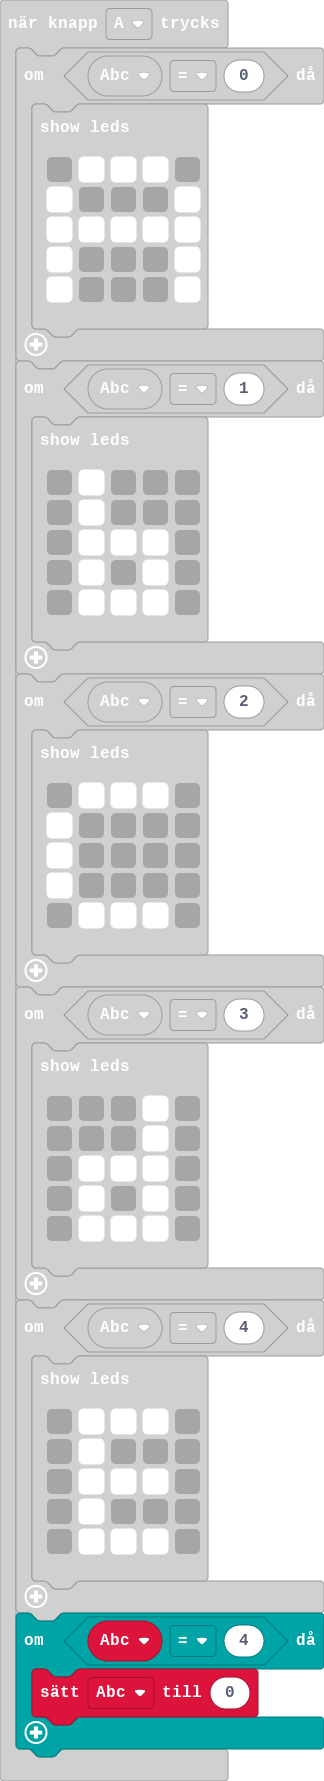 när knapp A trycks
om Abc = 0 då
show leds
om Abc = 1 då
show leds
om Abc = 2 då
show leds
om Abc = 3 då
show leds
om Abc = 4 då
show leds
om Abc = 4 då
sätt Abc till 0